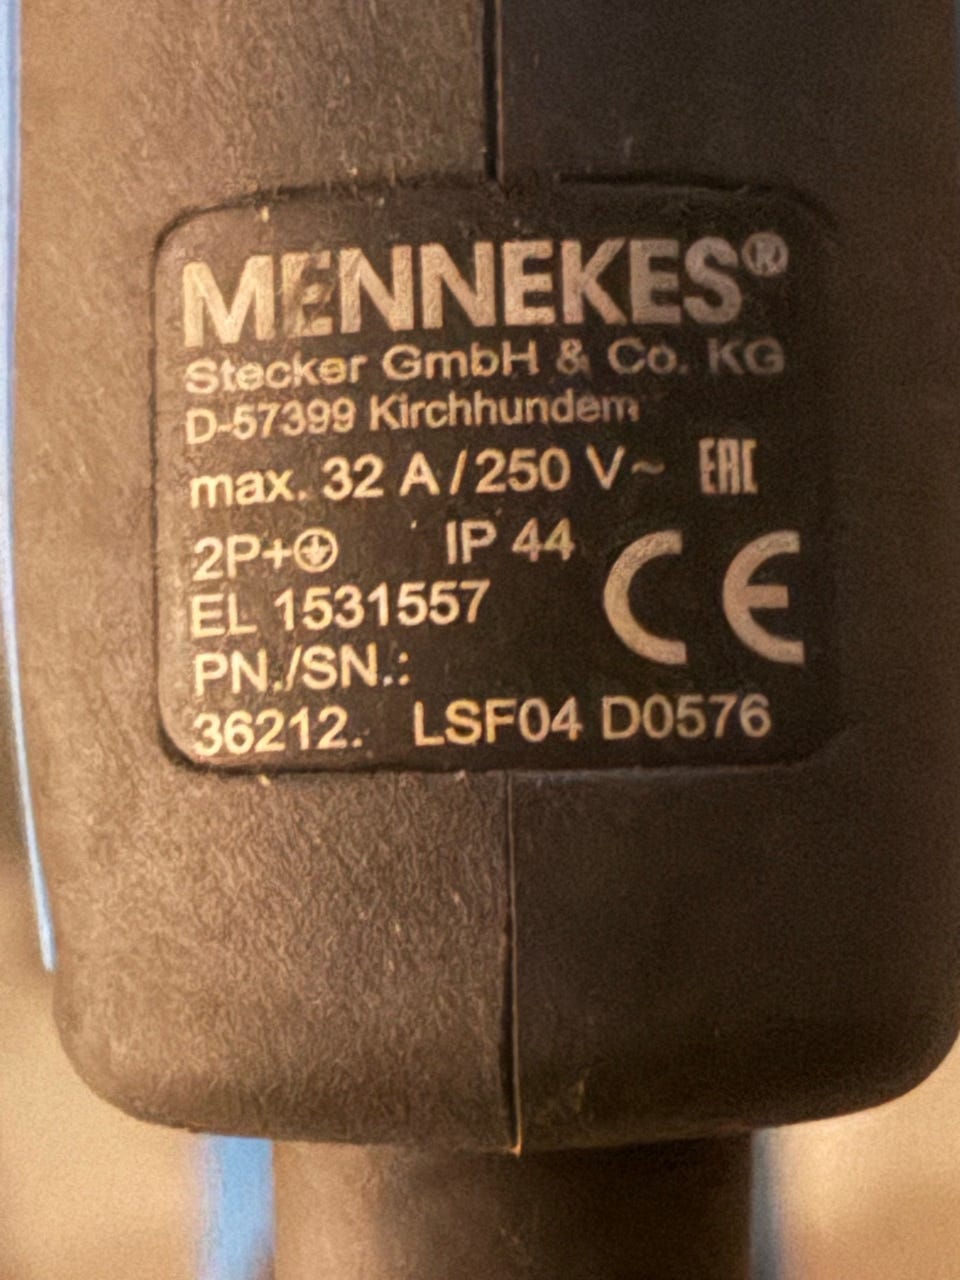 MENNEKES®
Stecker GmbH & Co. KG
D-57399 Kirchhundem
max. 32 A / 250 V~ EAC
2P+⏚ IP 44
EL 1531557 CE
PN./SN.:
36212. LSF04 D0576